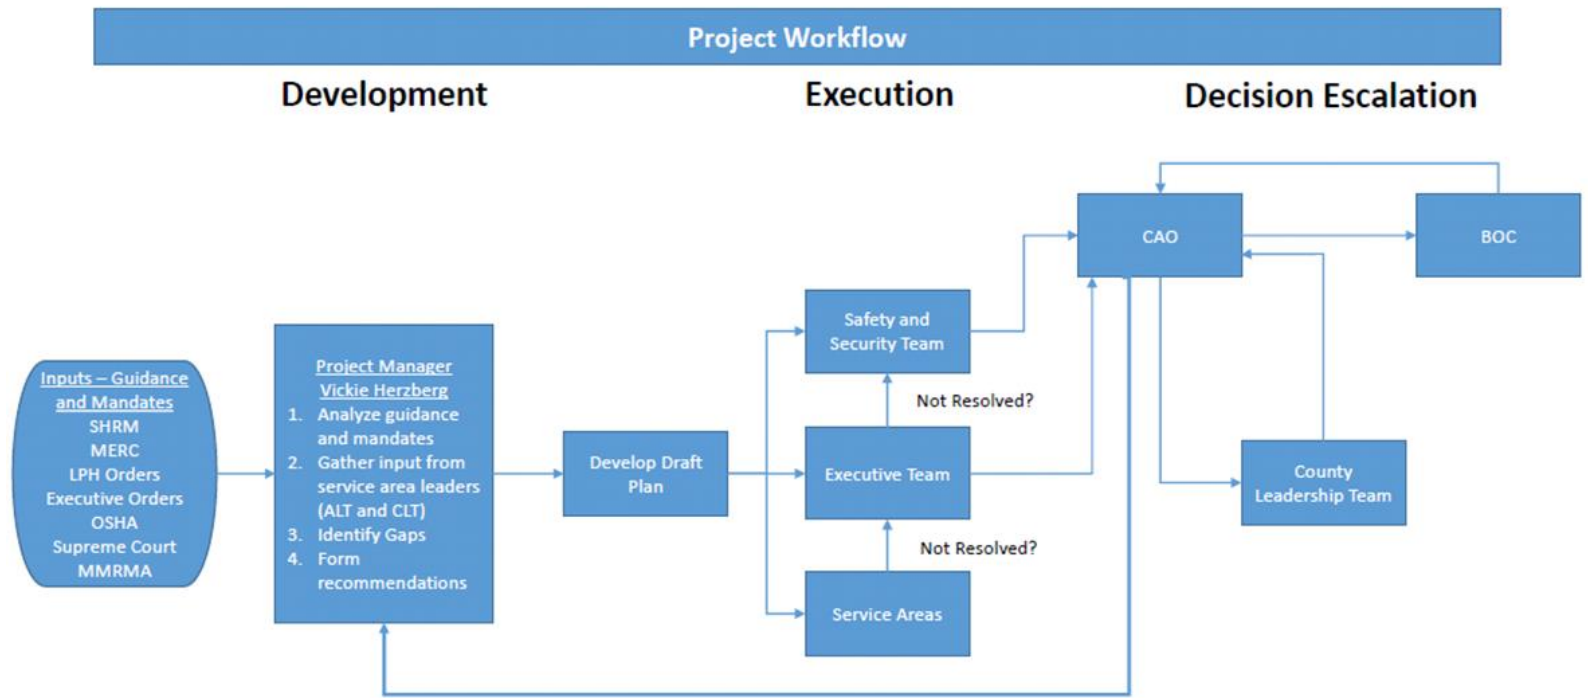 Project Workflow
Development
Execution
Decision Escalation
Inputs – Guidance
and Mandates
SHRM
MERC
LPH Orders
Executive Orders
OSHA
Supreme Court
MMRMA
Project Manager
Vickie Herzberg
1. Analyze guidance
and mandates
2. Gather input from
service area leaders
(ALT and CLT)
3. Identify Gaps
4. Form
recommendations
Develop Draft
Plan
Safety and
Security Team
Not Resolved?
Executive Team
Not Resolved?
Service Areas
CAO
BOC
County
Leadership Team